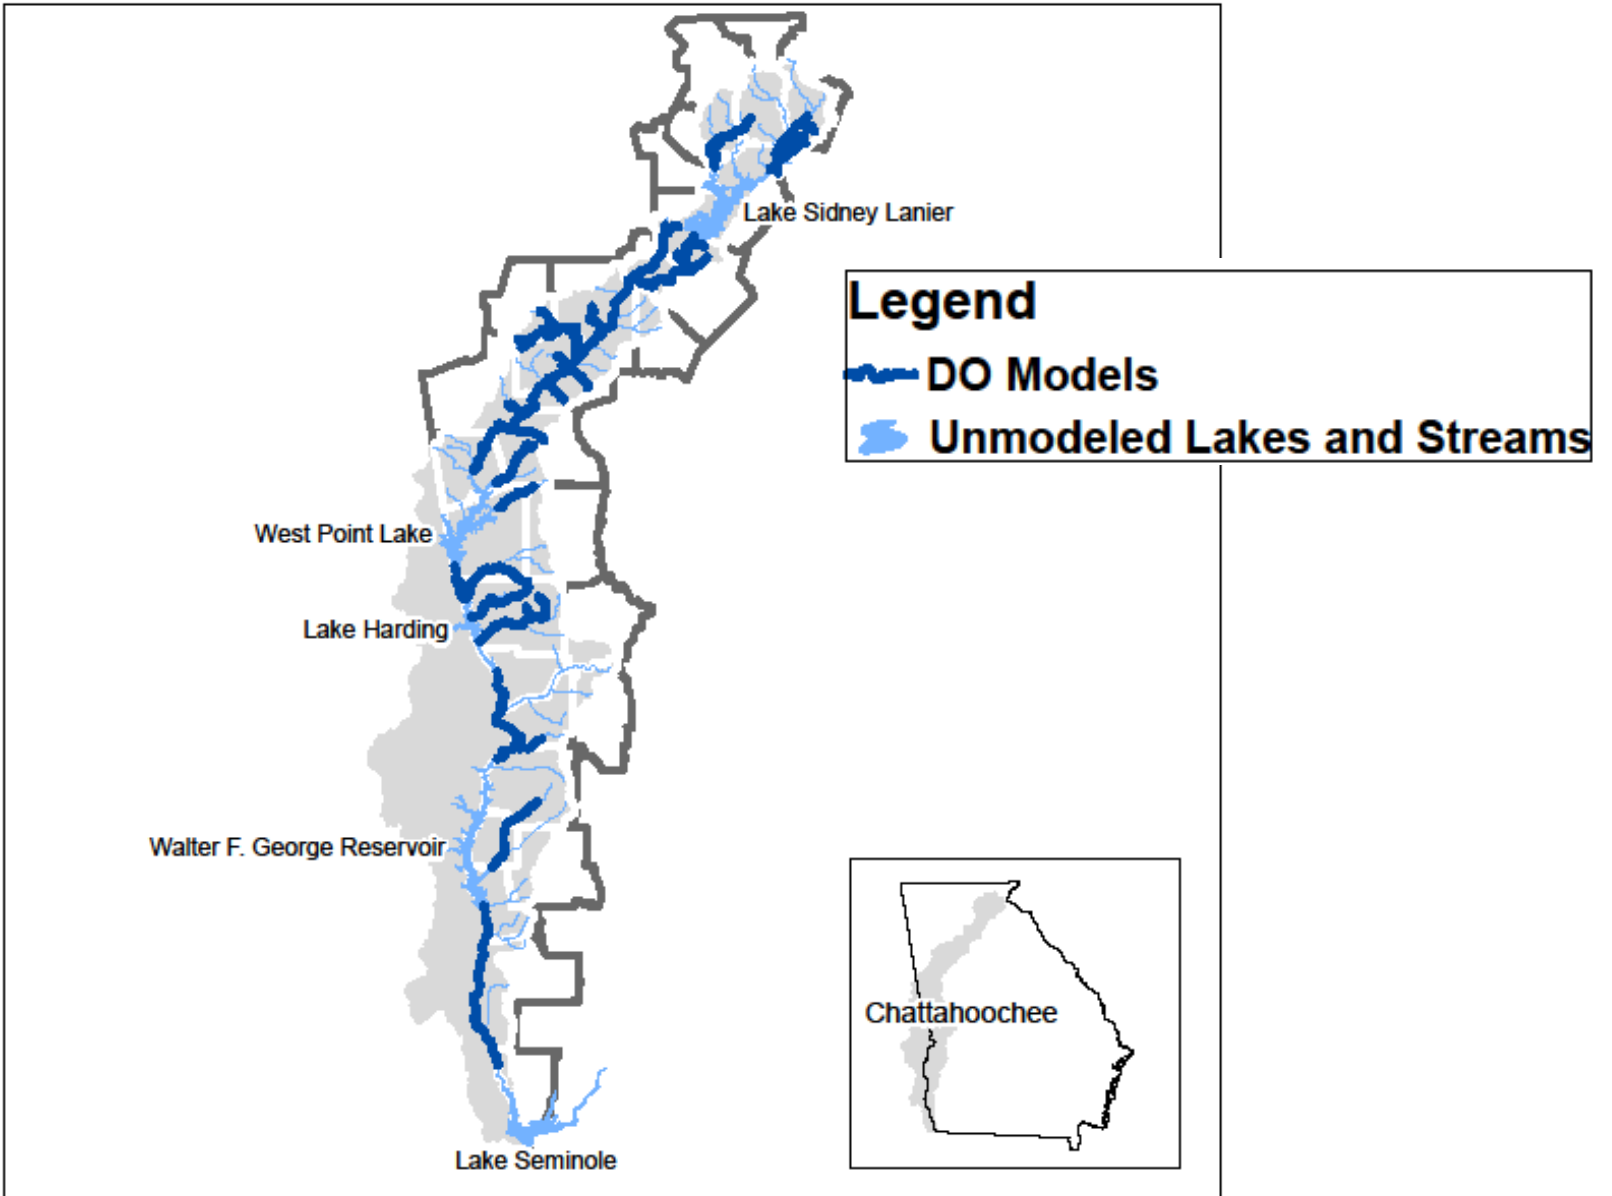 Lake Sidney Lanier
Legend
DO Models
Unmodeled Lakes and Streams
West Point Lake
Lake Harding
Walter F. George Reservoir
Chattahoochee
Lake Seminole